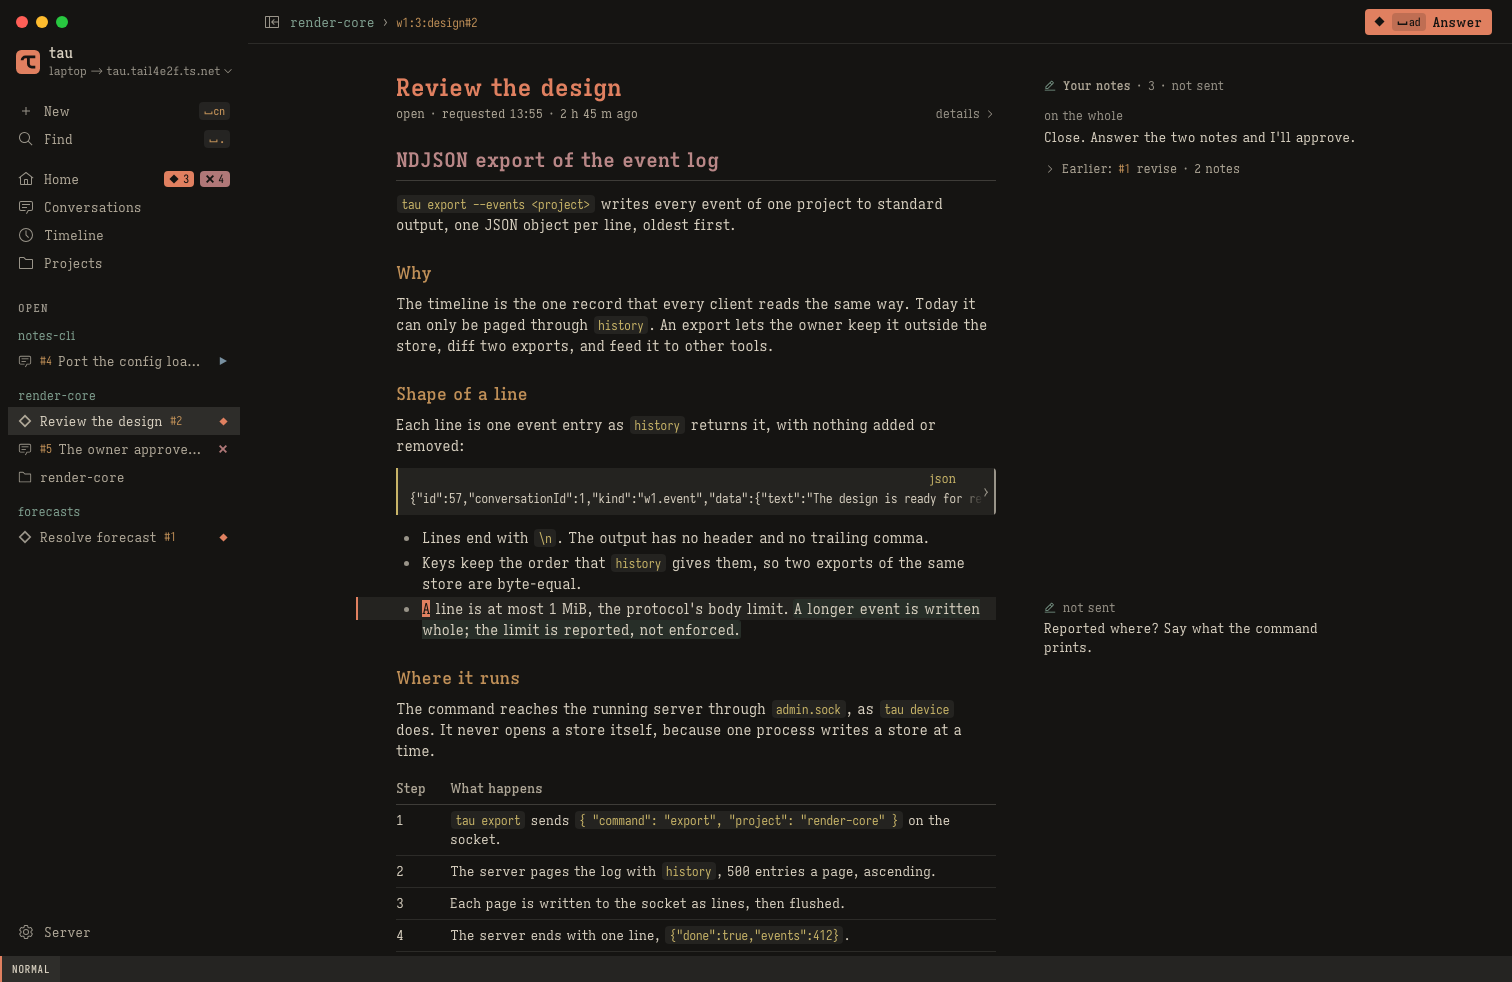 render-core › w1:3:design#2
◆ ⎵ad Answer
τ tau
laptop → tau.tail4e2f.ts.net
+ New ⎵cn
Find ⎵.
Home ◆ 3 ✕ 4
Conversations
Timeline
Projects
OPEN
notes-cli
#4 Port the config loa... ▶
render-core
Review the design #2 ◆
#5 The owner approve... ✕
render-core
forecasts
Resolve forecast #1 ◆
Server
Review the design
open · requested 13:55 · 2 h 45 m ago details >
NDJSON export of the event log
tau export --events <project> writes every event of one project to standard
output, one JSON object per line, oldest first.
Why
The timeline is the one record that every client reads the same way. Today it
can only be paged through history. An export lets the owner keep it outside the
store, diff two exports, and feed it to other tools.
Shape of a line
Each line is one event entry as history returns it, with nothing added or
removed:
json
{"id":57,"conversationId":1,"kind":"w1.event","data":{"text":"The design is ready for re
• Lines end with \n. The output has no header and no trailing comma.
• Keys keep the order that history gives them, so two exports of the same
store are byte-equal.
• A line is at most 1 MiB, the protocol's body limit. A longer event is written
whole; the limit is reported, not enforced.
Where it runs
The command reaches the running server through admin.sock, as tau device
does. It never opens a store itself, because one process writes a store at a
time.
Step What happens
1 tau export sends { "command": "export", "project": "render-core" } on the
socket.
2 The server pages the log with history, 500 entries a page, ascending.
3 Each page is written to the socket as lines, then flushed.
4 The server ends with one line, {"done":true,"events":412}.
Your notes · 3 · not sent
on the whole
Close. Answer the two notes and I'll approve.
> Earlier: #1 revise · 2 notes
not sent
Reported where? Say what the command
prints.
NORMAL